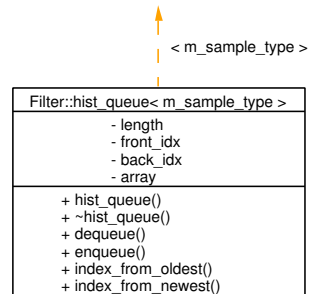 < m_sample_type >
Filter::hist_queue< m_sample_type >
- length
- front_idx
- back_idx
- array
+ hist_queue()
+ ~hist_queue()
+ dequeue()
+ enqueue()
+ index_from_oldest()
+ index_from_newest()